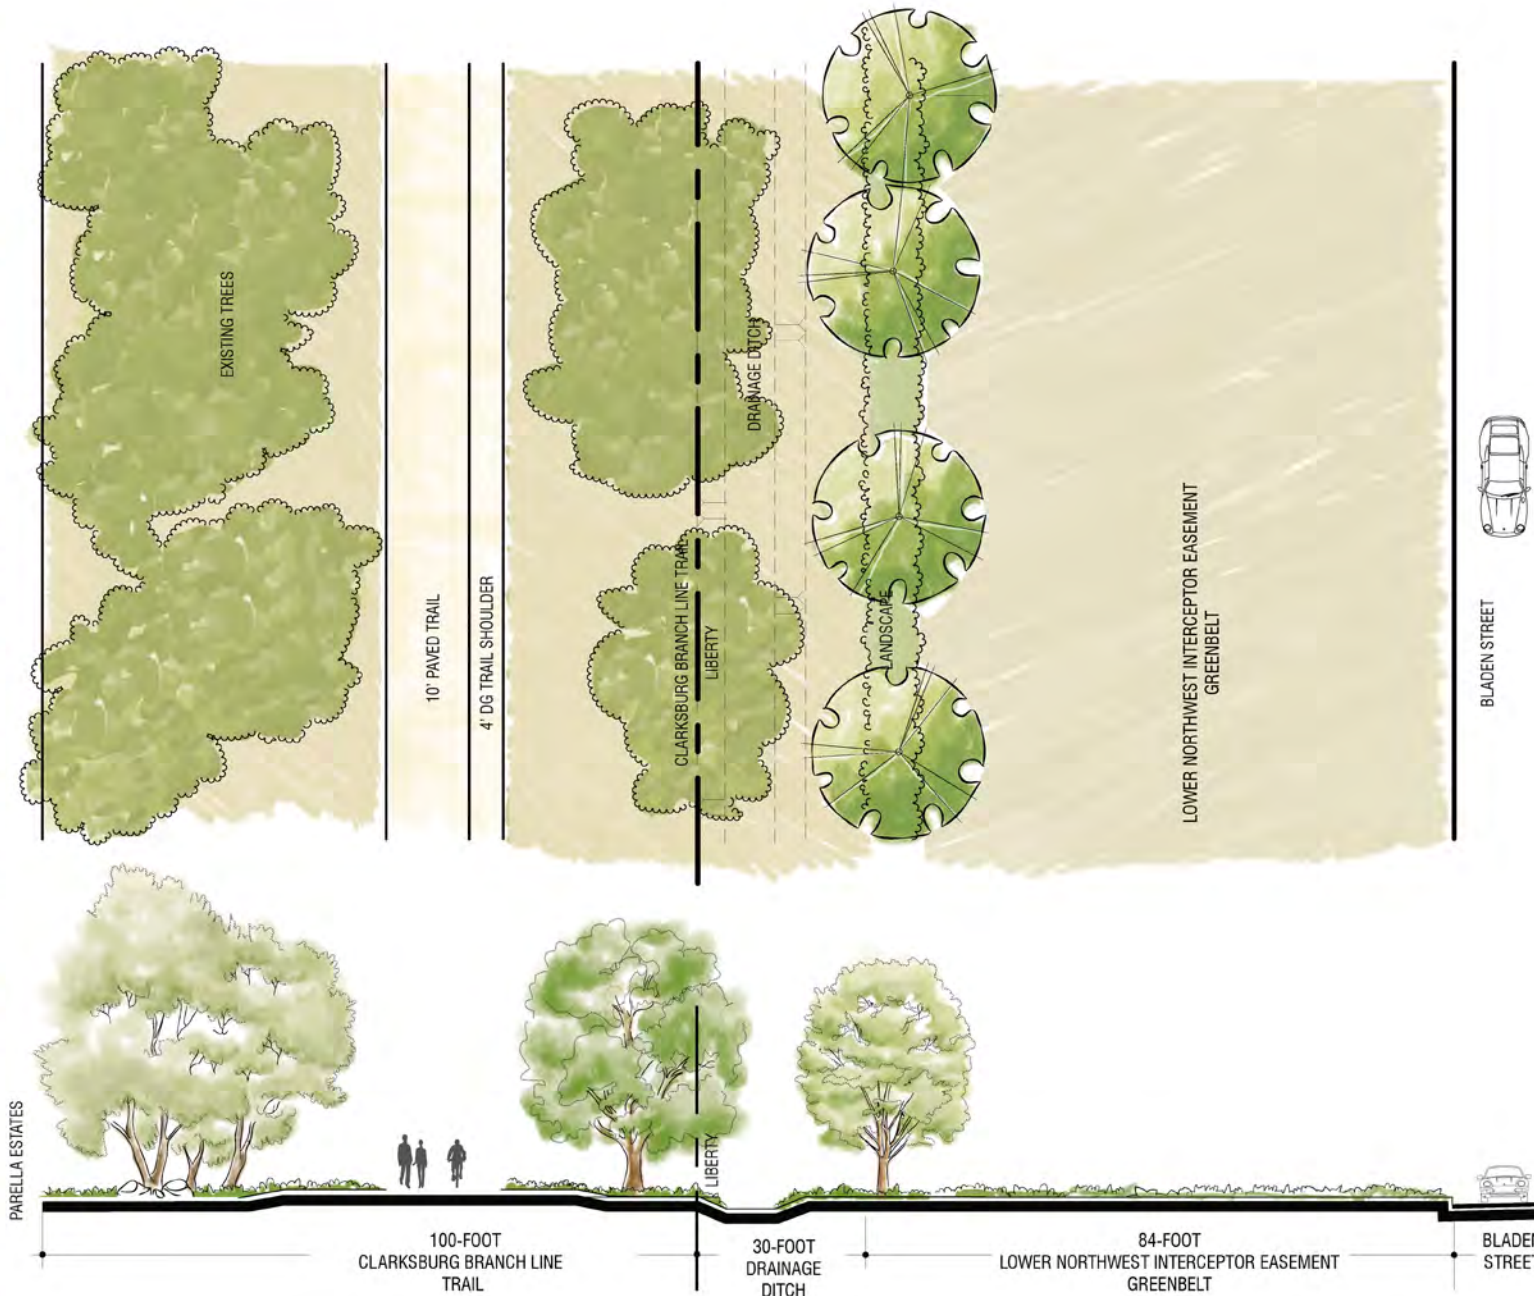 EXISTING TREES
10' PAVED TRAIL
4' DG TRAIL SHOULDER
CLARKSBURG BRANCH LINE TRAIL
LIBERTY
DRAINAGE DITCH
LANDSCAPE
LOWER NORTHWEST INTERCEPTOR EASEMENT
GREENBELT
BLADEN STREET
PARELLA ESTATES
LIBERTY
100-FOOT
CLARKSBURG BRANCH LINE
TRAIL
30-FOOT
DRAINAGE
DITCH
84-FOOT
LOWER NORTHWEST INTERCEPTOR EASEMENT
GREENBELT
BLADEN
STREET